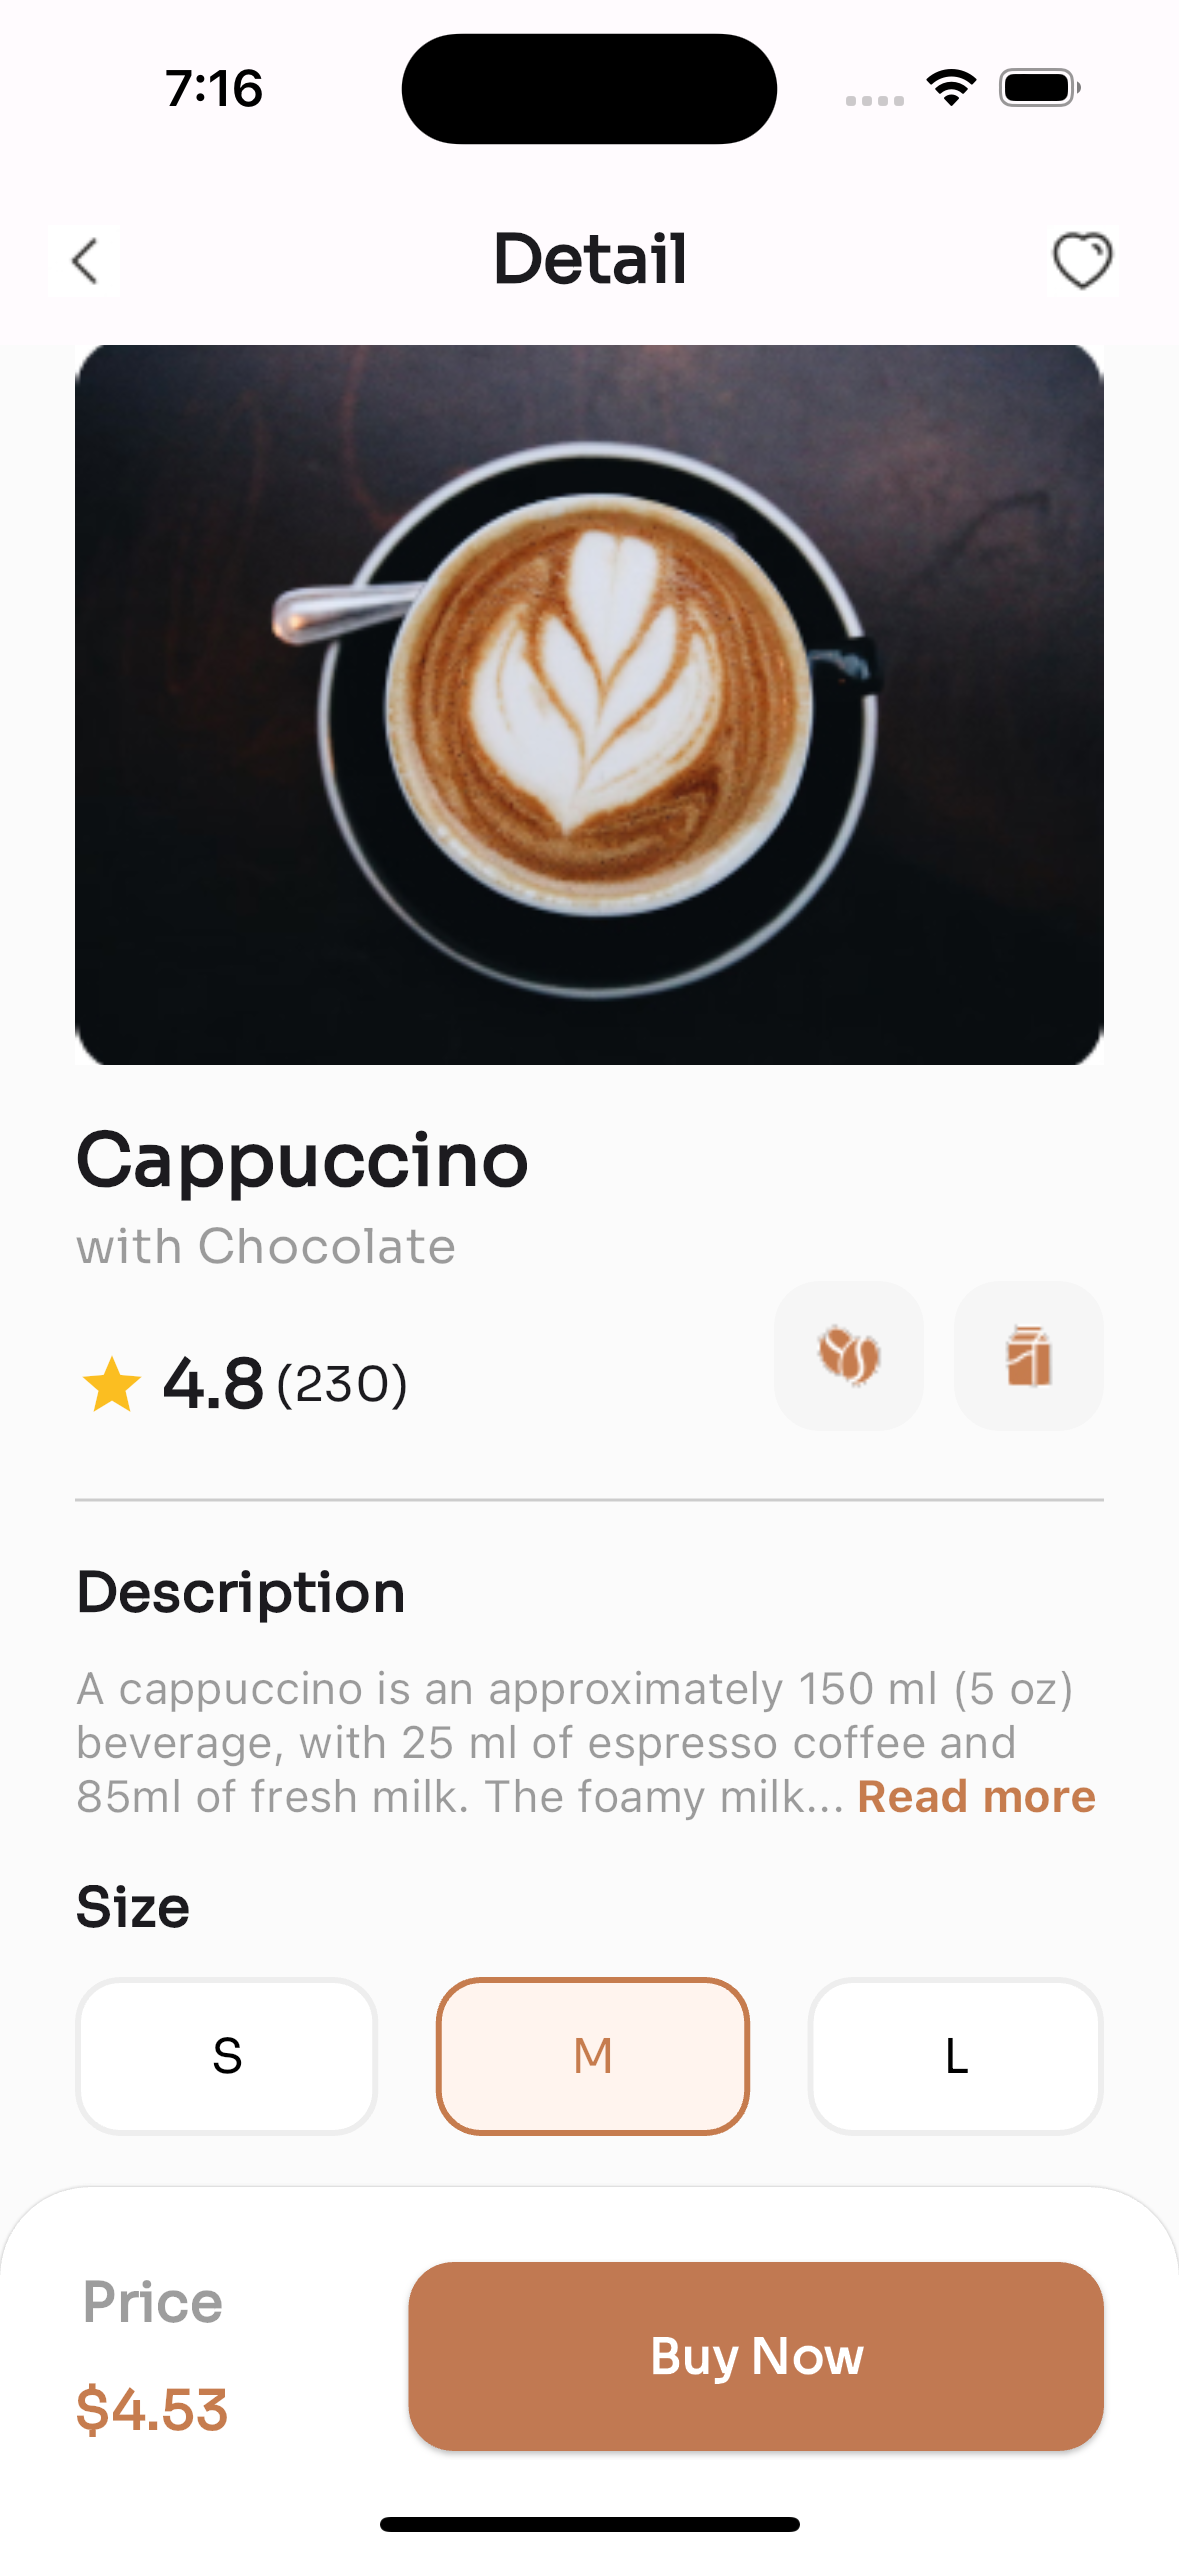 7:16
Detail
Cappuccino
with Chocolate
4.8 (230)
Description
A cappuccino is an approximately 150 ml (5 oz)
beverage, with 25 ml of espresso coffee and
85ml of fresh milk. The foamy milk... Read more
Size
S
M
L
Price
$4.53
Buy Now